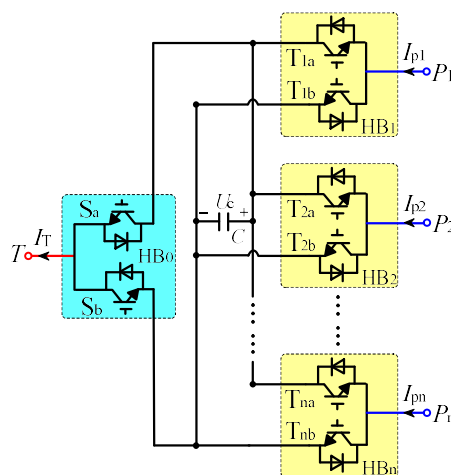 T1a
Ip1
P1
T1b
HB1
Sa
Uc
− +
C
T2a
Ip2
P2
T
IT
HB0
T2b
HB2
Sb
Tna
Ipn
Pn
Tnb
HBn